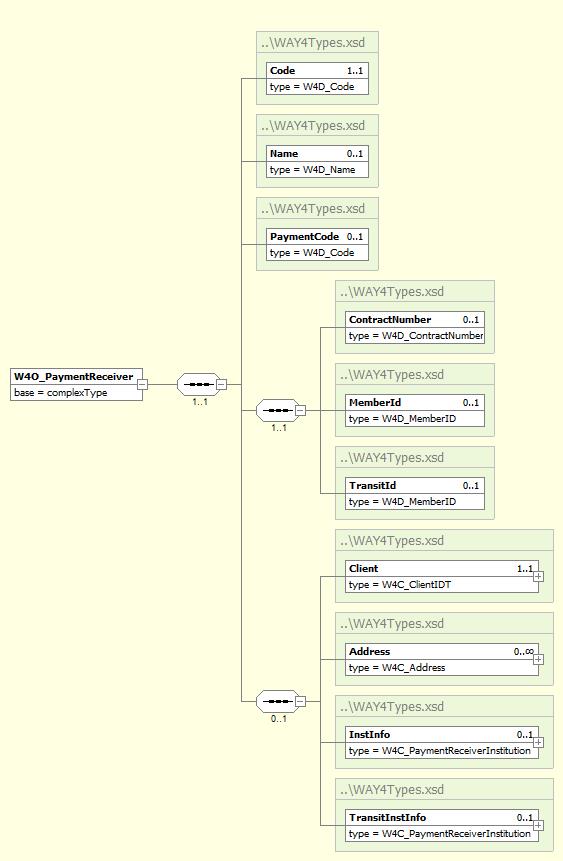 ..\WAY4Types.xsd
Code 1..1
type = W4D_Code
..\WAY4Types.xsd
Name 0..1
type = W4D_Name
..\WAY4Types.xsd
PaymentCode 0..1
type = W4D_Code
W4O_PaymentReceiver
base = complexType
1..1
1..1
..\WAY4Types.xsd
ContractNumber 0..1
type = W4D_ContractNumber
..\WAY4Types.xsd
MemberId 0..1
type = W4D_MemberID
..\WAY4Types.xsd
TransitId 0..1
type = W4D_MemberID
0..1
..\WAY4Types.xsd
Client 1..1
type = W4C_ClientIDT
..\WAY4Types.xsd
Address 0..∞
type = W4C_Address
..\WAY4Types.xsd
InstInfo 0..1
type = W4C_PaymentReceiverInstitution
..\WAY4Types.xsd
TransitInstInfo 0..1
type = W4C_PaymentReceiverInstitution